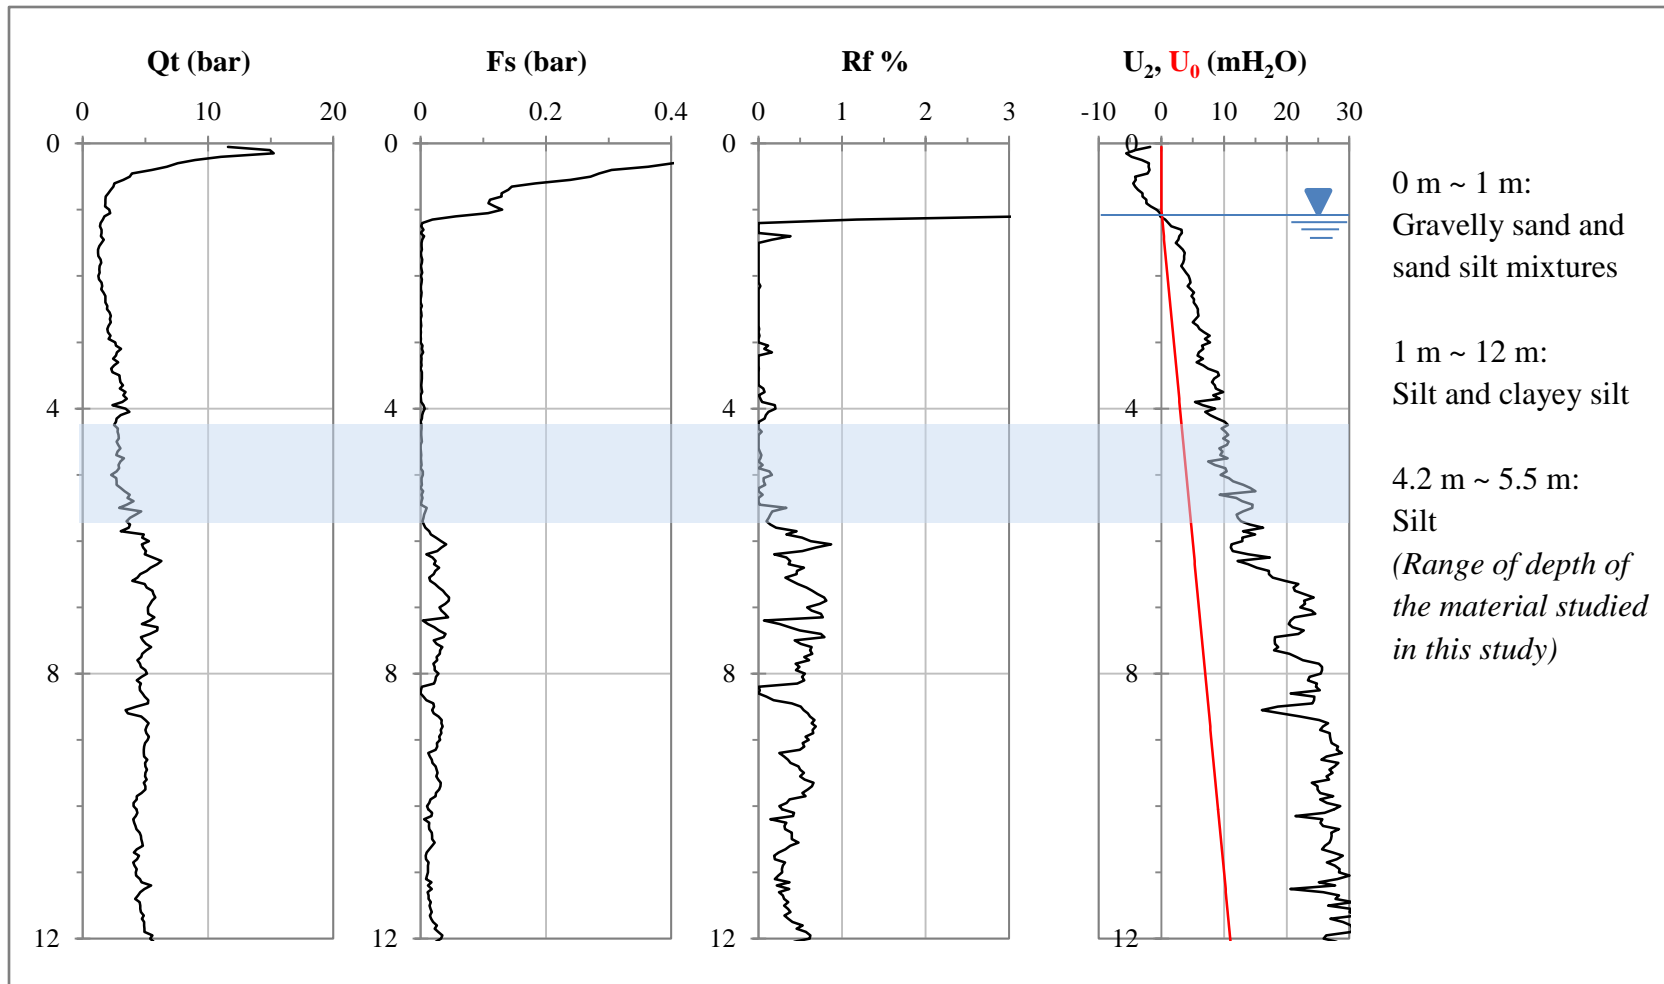 Qt (bar)
Fs (bar)
Rf %
U2, U0 (mH2O)
0 10 20
0 0.2 0.4
0 1 2 3
-10 0 10 20 30
0 0 0 0
4 4 4 4
8 8 8 8
12 12 12 12
0 m ~ 1 m:
Gravelly sand and
sand silt mixtures
1 m ~ 12 m:
Silt and clayey silt
4.2 m ~ 5.5 m:
Silt
(Range of depth of
the material studied
in this study)